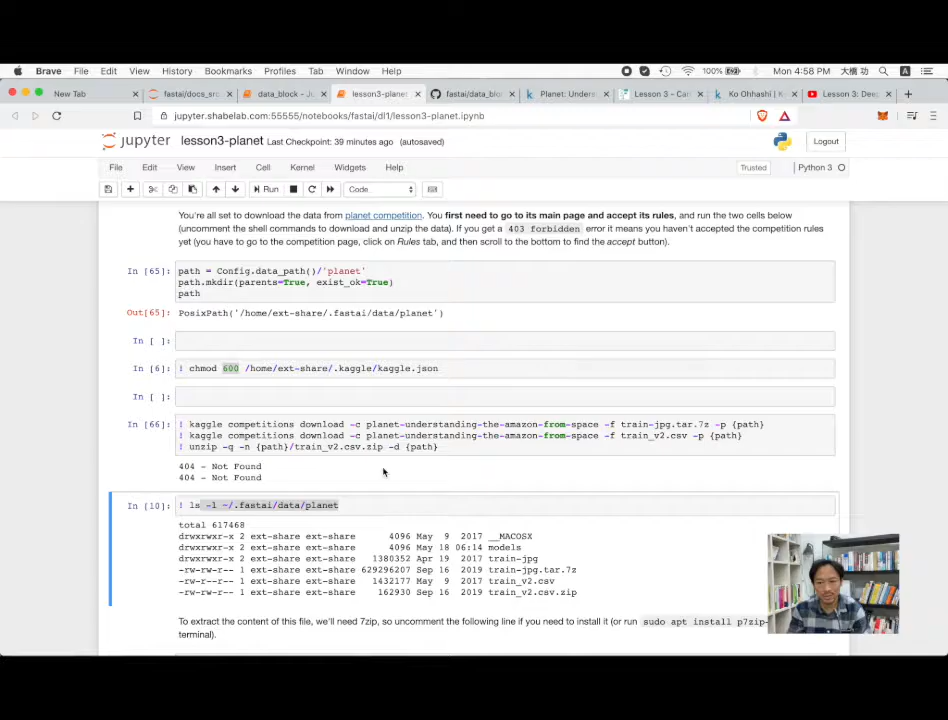 Brave File Edit View History Bookmarks Profiles Tab Window Help 100% Mon 4:58 PM 大橋 功 A
New Tab fastai/docs_src data_block - Ju lesson3-planet fastai/data_blo Planet: Unders Lesson 3 - Cam Ko Ohhashi | K Lesson 3: Deep
jupyter.shabelab.com:55555/notebooks/fastai/dl1/lesson3-planet.ipynb
jupyter lesson3-planet Last Checkpoint: 39 minutes ago (autosaved) Logout
File Edit View Insert Cell Kernel Widgets Help Trusted Python 3
Run Code
You're all set to download the data from planet competition. You first need to go to its main page and accept its rules, and run the two cells below
(uncomment the shell commands to download and unzip the data). If you get a 403 forbidden error it means you haven't accepted the competition rules
yet (you have to go to the competition page, click on Rules tab, and then scroll to the bottom to find the accept button).
In [65]: path = Config.data_path()/'planet'
path.mkdir(parents=True, exist_ok=True)
path
Out[65]: PosixPath('/home/ext-share/.fastai/data/planet')
In [ ]:
In [6]: ! chmod 600 /home/ext-share/.kaggle/kaggle.json
In [ ]:
In [66]: ! kaggle competitions download -c planet-understanding-the-amazon-from-space -f train-jpg.tar.7z -p {path}
! kaggle competitions download -c planet-understanding-the-amazon-from-space -f train_v2.csv -p {path}
! unzip -q -n {path}/train_v2.csv.zip -d {path}
404 - Not Found
404 - Not Found
In [10]: ! ls -l ~/.fastai/data/planet
total 617468
drwxrwxr-x 2 ext-share ext-share 4096 May 9 2017 __MACOSX
drwxrwxr-x 2 ext-share ext-share 4096 May 18 06:14 models
drwxrwxr-x 2 ext-share ext-share 1380352 Apr 19 2017 train-jpg
-rw-rw-r-- 1 ext-share ext-share 629296207 Sep 16 2019 train-jpg.tar.7z
-rw-r--r-- 1 ext-share ext-share 1432177 May 9 2017 train_v2.csv
-rw-rw-r-- 1 ext-share ext-share 162930 Sep 16 2019 train_v2.csv.zip
To extract the content of this file, we'll need 7zip, so uncomment the following line if you need to install it (or run sudo apt install p7zip-
terminal).